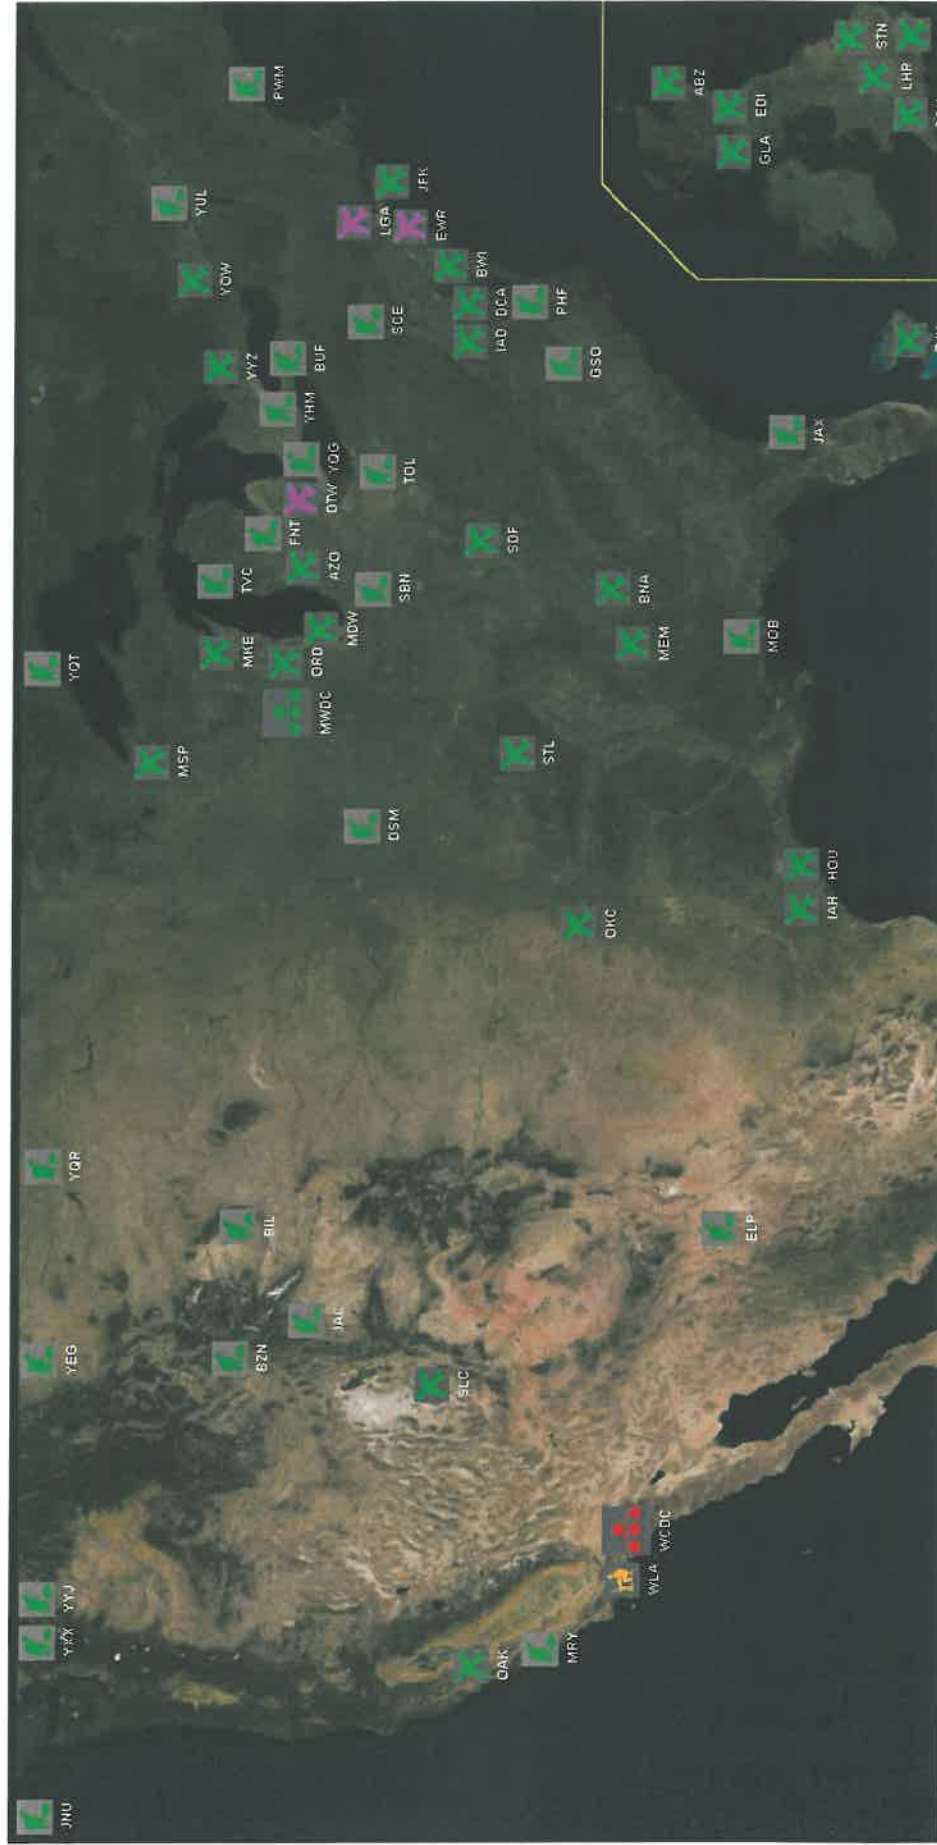 JNU
YXX
YYJ
YEG
YQR
YQT
MSP
YUL
YOW
MKE
TVC
YYZ
BZN
BIL
PWM
FNT
YHM
MWDC
ORD
BUF
JAC
AZO
DTW
YQG
MDW
LGA
DSM
SBN
SCE
TOL
JFK
EWR
SLC
BWI
OAK
SDF
IAD
DCA
STL
PHF
MRY
GSO
OKC
BNA
WLA
WCDC
MEM
ABZ
ELP
MOB
GLA
EDI
JAX
IAH
HOU
STN
LHR